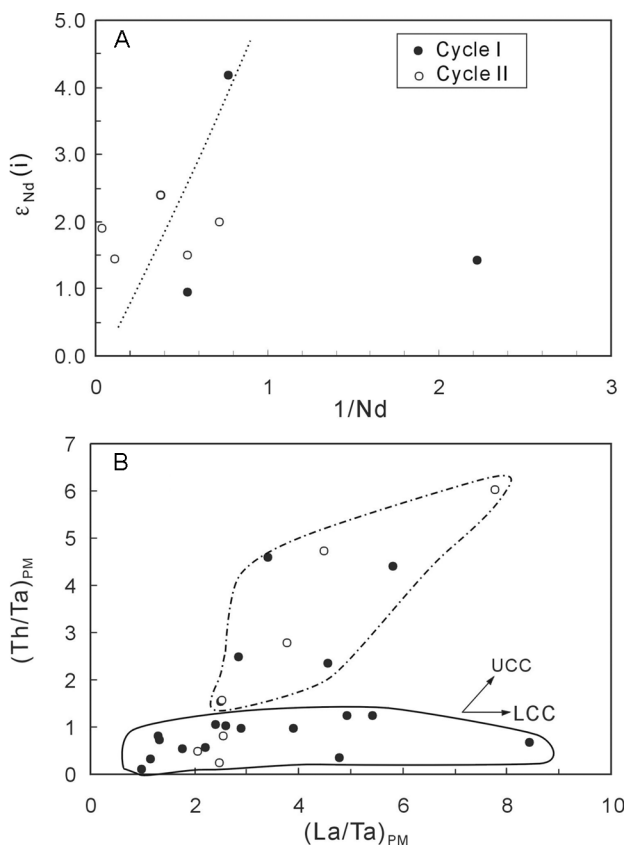 A
Cycle I
Cycle II
5.0
4.0
3.0
2.0
1.0
0.0
εNd(i)
0 1 2 3
1/Nd
B
7
6
5
4
3
2
1
0
(Th/Ta)PM
UCC
LCC
0 2 4 6 8 10
(La/Ta)PM